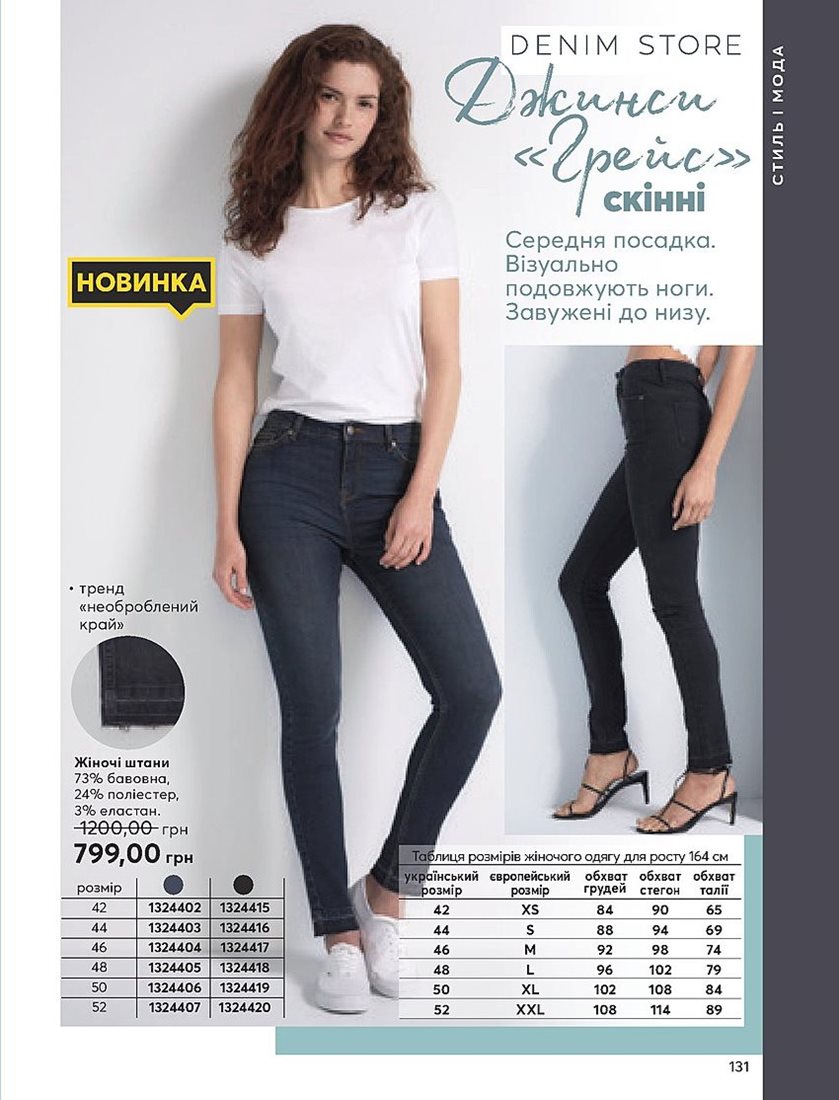 DENIM STORE
Джинси
«Грейс»
скінні
Середня посадка.
Візуально
подовжують ноги.
Завужені до низу.
СТИЛЬ І МОДА
НОВИНКА
• тренд
«необроблений
край»
Жіночі штани
73% бавовна,
24% поліестер,
3% еластан.
1200,00 грн
799,00 грн
розмір
42 1324402 1324415
44 1324403 1324416
46 1324404 1324417
48 1324405 1324418
50 1324406 1324419
52 1324407 1324420
Таблиця розмірів жіночого одягу для росту 164 см
український європейський обхват обхват обхват
розмір розмір грудей стегон талії
42 XS 84 90 65
44 S 88 94 69
46 M 92 98 74
48 L 96 102 79
50 XL 102 108 84
52 XXL 108 114 89
131